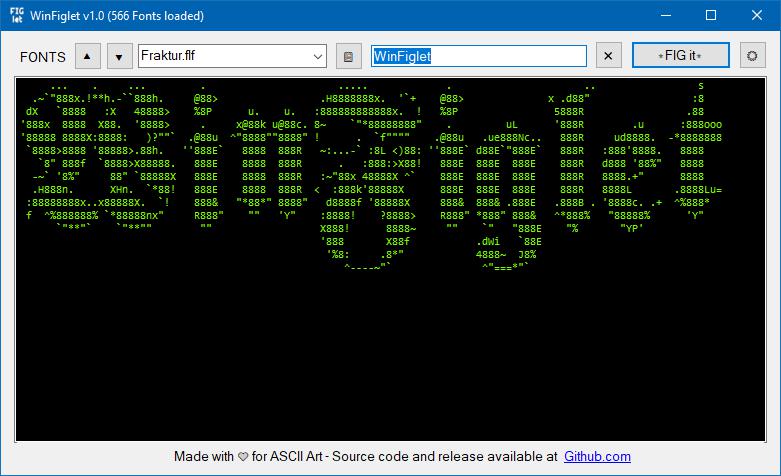 WinFiglet v1.0 (566 Fonts loaded)
FONTS ▲ ▼ Fraktur.flf WinFiglet ✕ *FIG it*
WinFiglet
Made with ♡ for ASCII Art - Source code and release available at Github.com